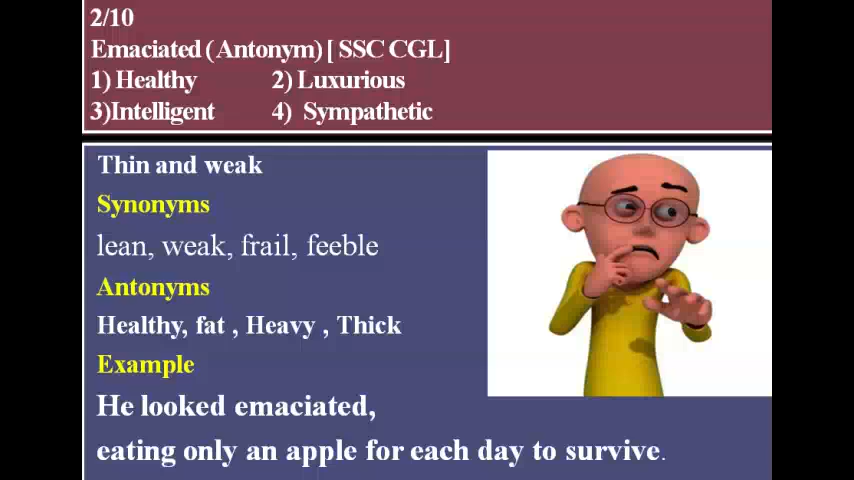 2/10
Emaciated ( Antonym) [ SSC CGL]
1) Healthy 2) Luxurious
3)Intelligent 4) Sympathetic
Thin and weak
Synonyms
lean, weak, frail, feeble
Antonyms
Healthy, fat , Heavy , Thick
Example
He looked emaciated,
eating only an apple for each day to survive.